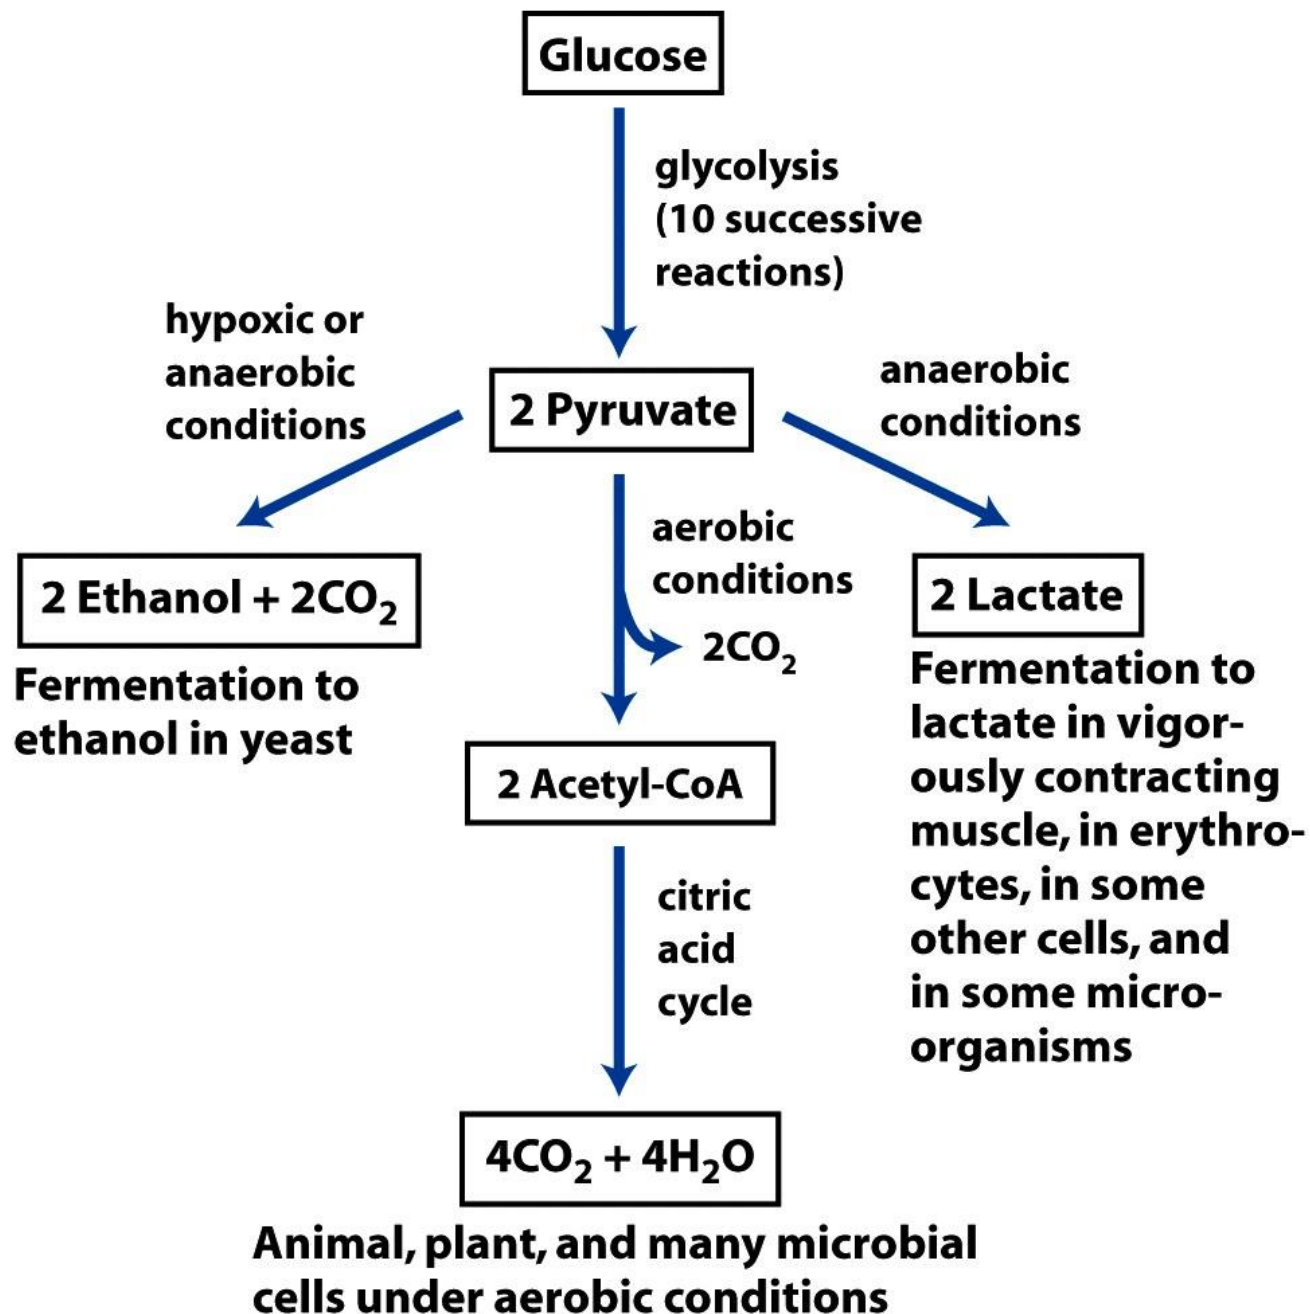 Glucose
glycolysis
(10 successive
reactions)
hypoxic or
anaerobic
conditions
2 Pyruvate
anaerobic
conditions
2 Ethanol + 2CO₂
Fermentation to
ethanol in yeast
aerobic
conditions
2CO₂
2 Lactate
Fermentation to
lactate in vigor-
ously contracting
muscle, in erythro-
cytes, in some
other cells, and
in some micro-
organisms
2 Acetyl-CoA
citric
acid
cycle
4CO₂ + 4H₂O
Animal, plant, and many microbial
cells under aerobic conditions